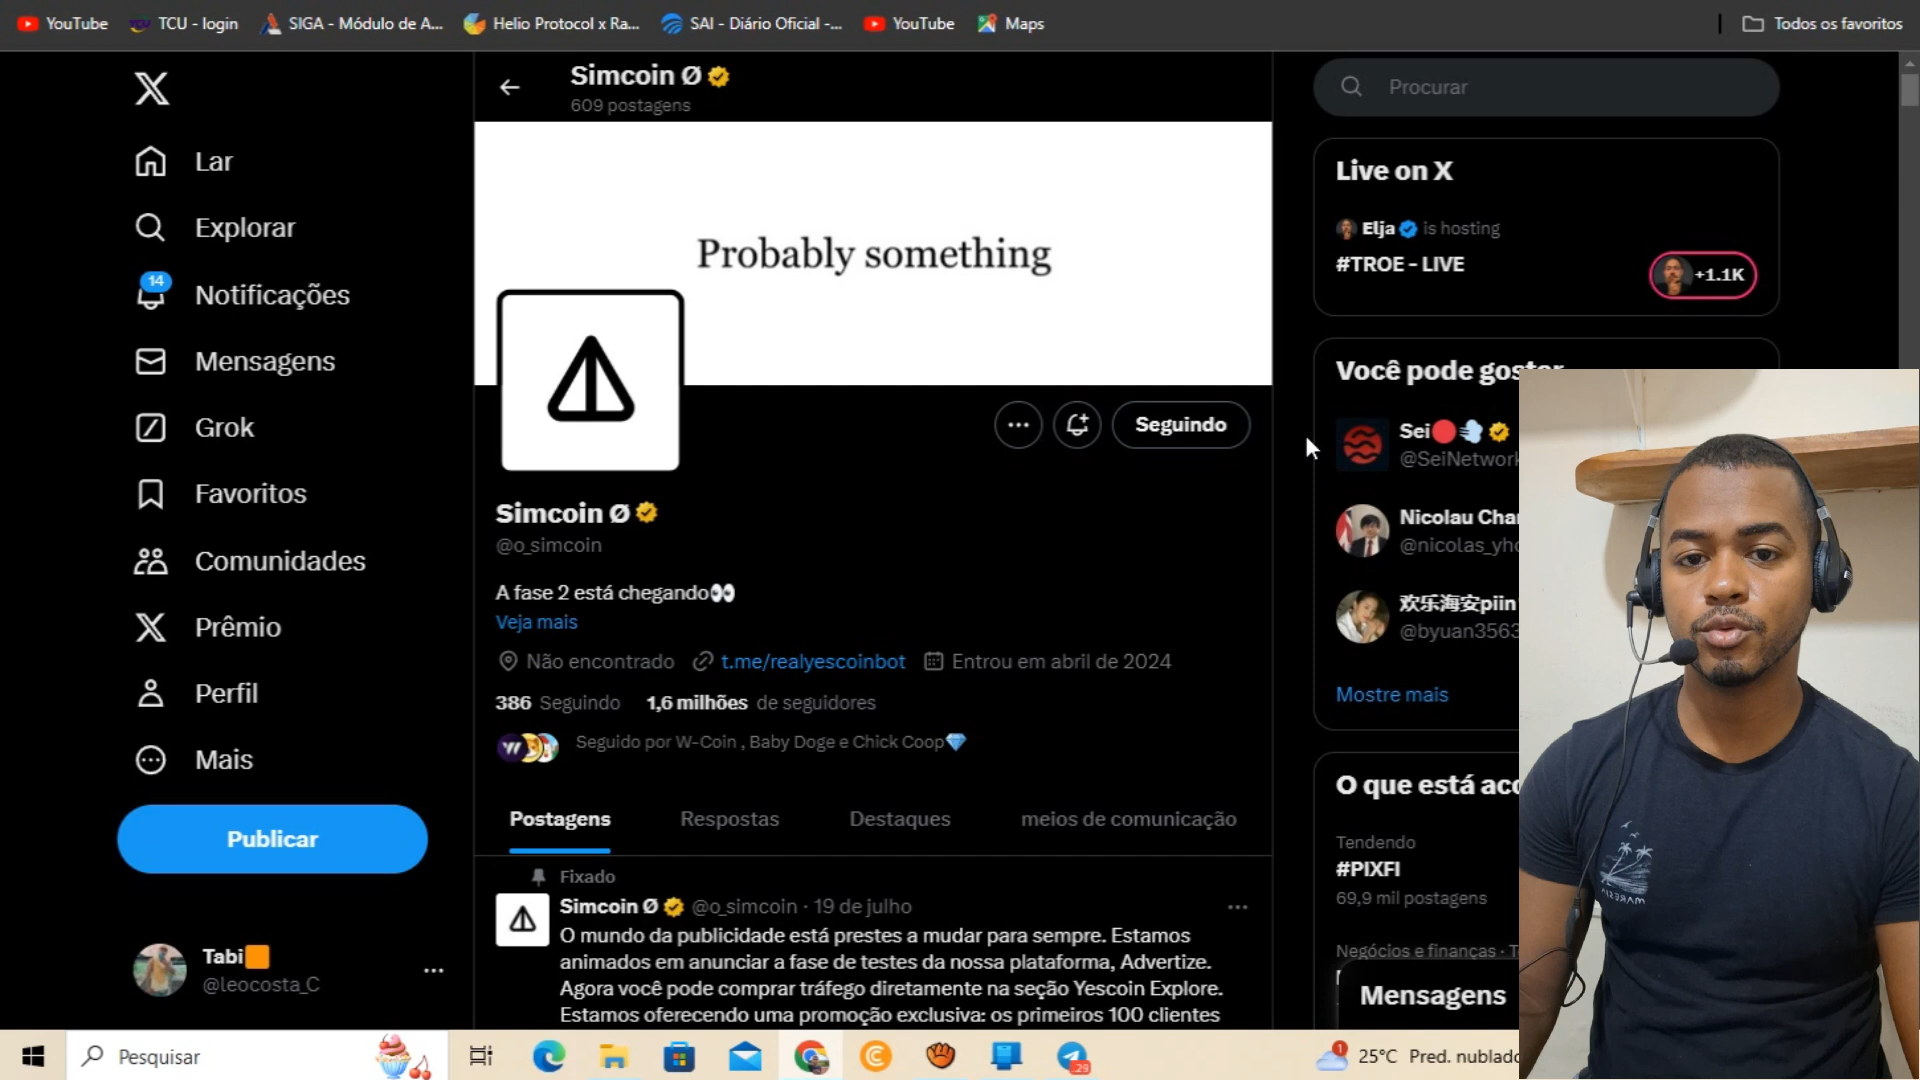 YouTube
TCU - login
SIGA - Módulo de A...
Helio Protocol x Ra...
SAI - Diário Oficial -...
YouTube
Maps
Todos os favoritos
Lar
Explorar
14
Notificações
Mensagens
Grok
Favoritos
Comunidades
Prêmio
Perfil
Mais
Publicar
Tabi
@leocosta_C
Simcoin Ø
609 postagens
Probably something
Seguindo
Simcoin Ø
@o_simcoin
A fase 2 está chegando
Veja mais
Não encontrado
t.me/realyescoinbot
Entrou em abril de 2024
386 Seguindo 1,6 milhões de seguidores
Seguido por W-Coin , Baby Doge e Chick Coop
Postagens
Respostas
Destaques
meios de comunicação
Fixado
Simcoin Ø @o_simcoin · 19 de julho
O mundo da publicidade está prestes a mudar para sempre. Estamos
animados em anunciar a fase de testes da nossa plataforma, Advertize.
Agora você pode comprar tráfego diretamente na seção Yescoin Explore.
Estamos oferecendo uma promoção exclusiva: os primeiros 100 clientes
Procurar
Live on X
Elja is hosting
#TROE - LIVE
+1.1K
Você pode gostar
Sei
@SeiNetwork
Nicolau Cha
@nicolas_yh
欢乐海安piin
@byuan3563
Mostre mais
O que está aco
Tendendo
#PIXFI
69,9 mil postagens
Negócios e finanças · T
Mensagens
Pesquisar
29
1
25°C Pred. nublado